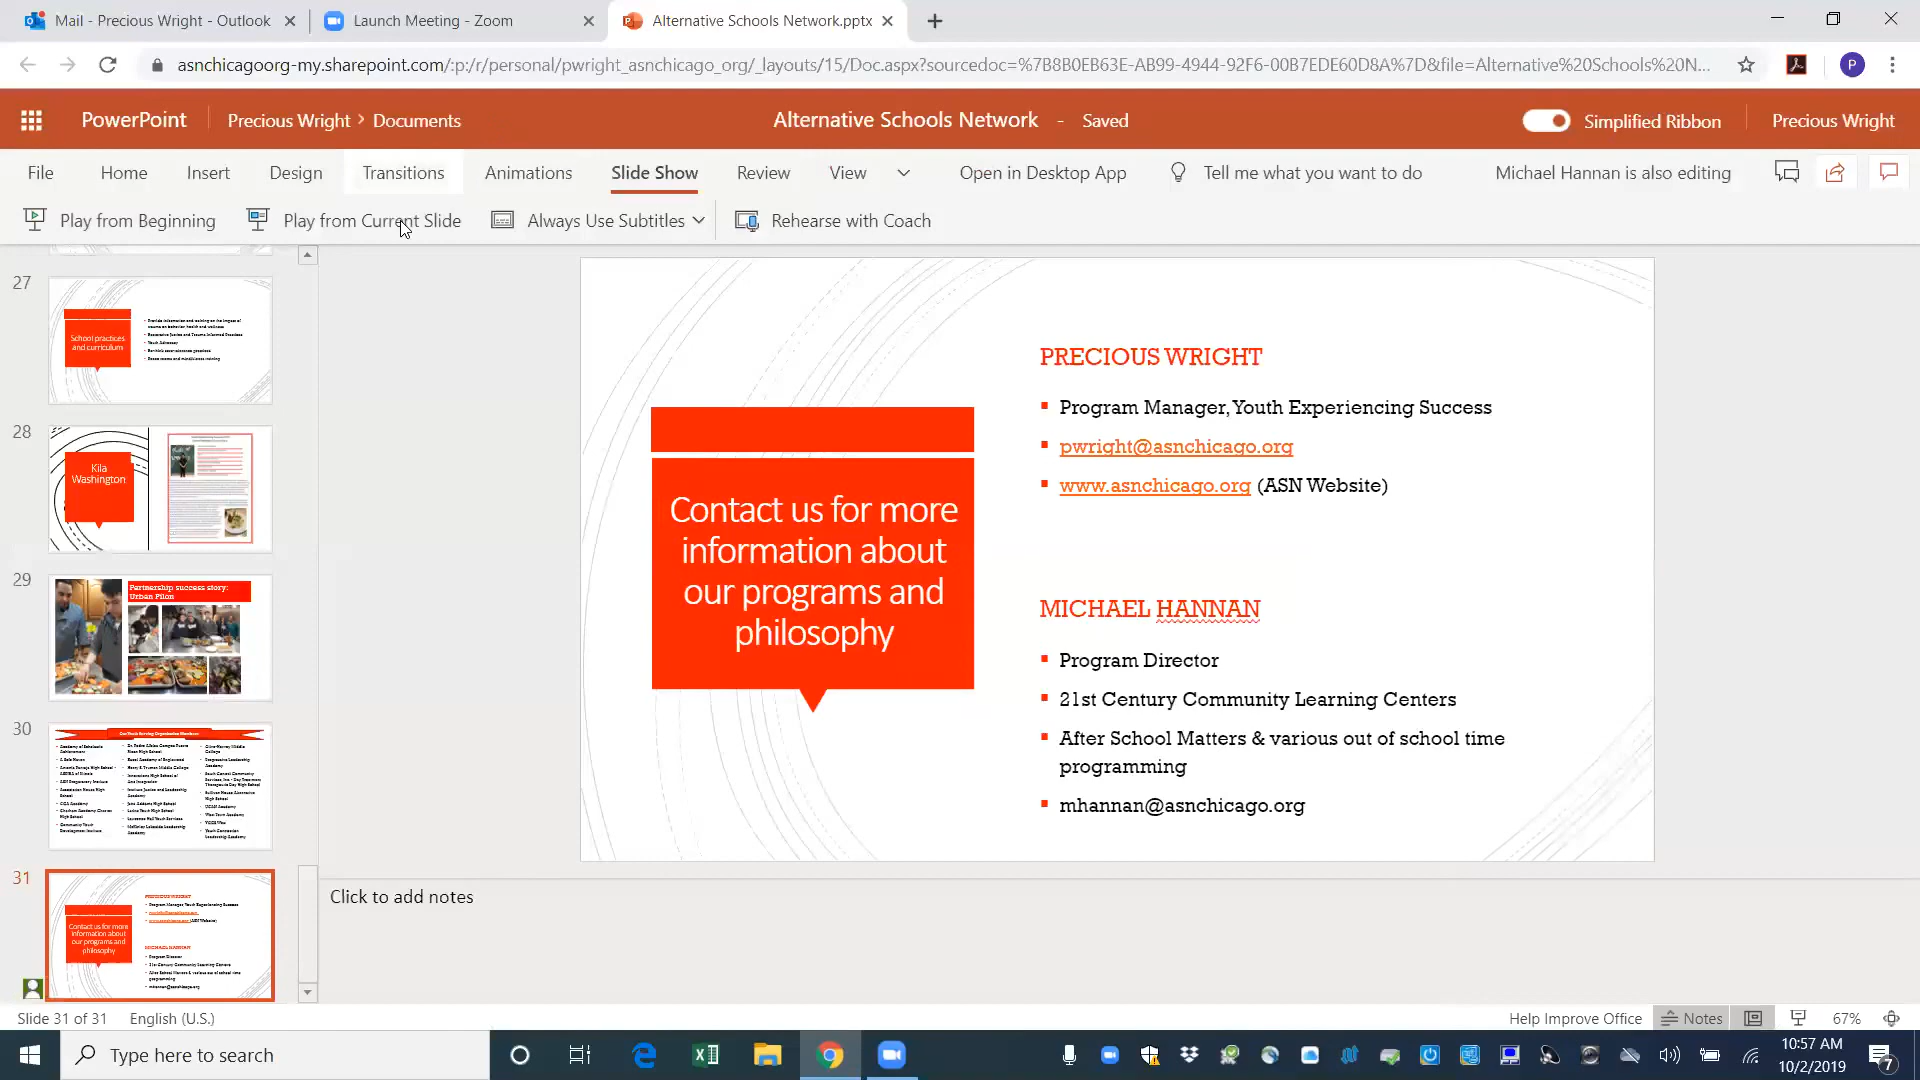 Mail - Precious Wright - Outlook
Launch Meeting - Zoom
Alternative Schools Network.pptx
asnchicagoorg-my.sharepoint.com/:p:/r/personal/pwright_asnchicago_org/_layouts/15/Doc.aspx?sourcedoc=%7B8B0EB63E-AB99-4944-92F6-00B7EDE60D8A%7D&file=Alternative%20Schools%20N...
P
PowerPoint
Precious Wright > Documents
Alternative Schools Network - Saved
Simplified Ribbon
Precious Wright
File
Home
Insert
Design
Transitions
Animations
Slide Show
Review
View
Open in Desktop App
Tell me what you want to do
Michael Hannan is also editing
Play from Beginning
Play from Current Slide
Always Use Subtitles
Rehearse with Coach
27
School practices
and curriculum
28
Kila
Washington
29
Partnership success story:
Urban Pilon
30
31
Contact us for more
information about
our programs and
philosophy
PRECIOUS WRIGHT
Program Manager, Youth Experiencing Success
pwright@asnchicago.org
www.asnchicago.org (ASN Website)
MICHAEL HANNAN
Program Director
21st Century Community Learning Centers
After School Matters & various out of school time
programming
mhannan@asnchicago.org
Click to add notes
Slide 31 of 31
English (U.S.)
Help Improve Office
Notes
67%
Type here to search
10:57 AM
10/2/2019
7